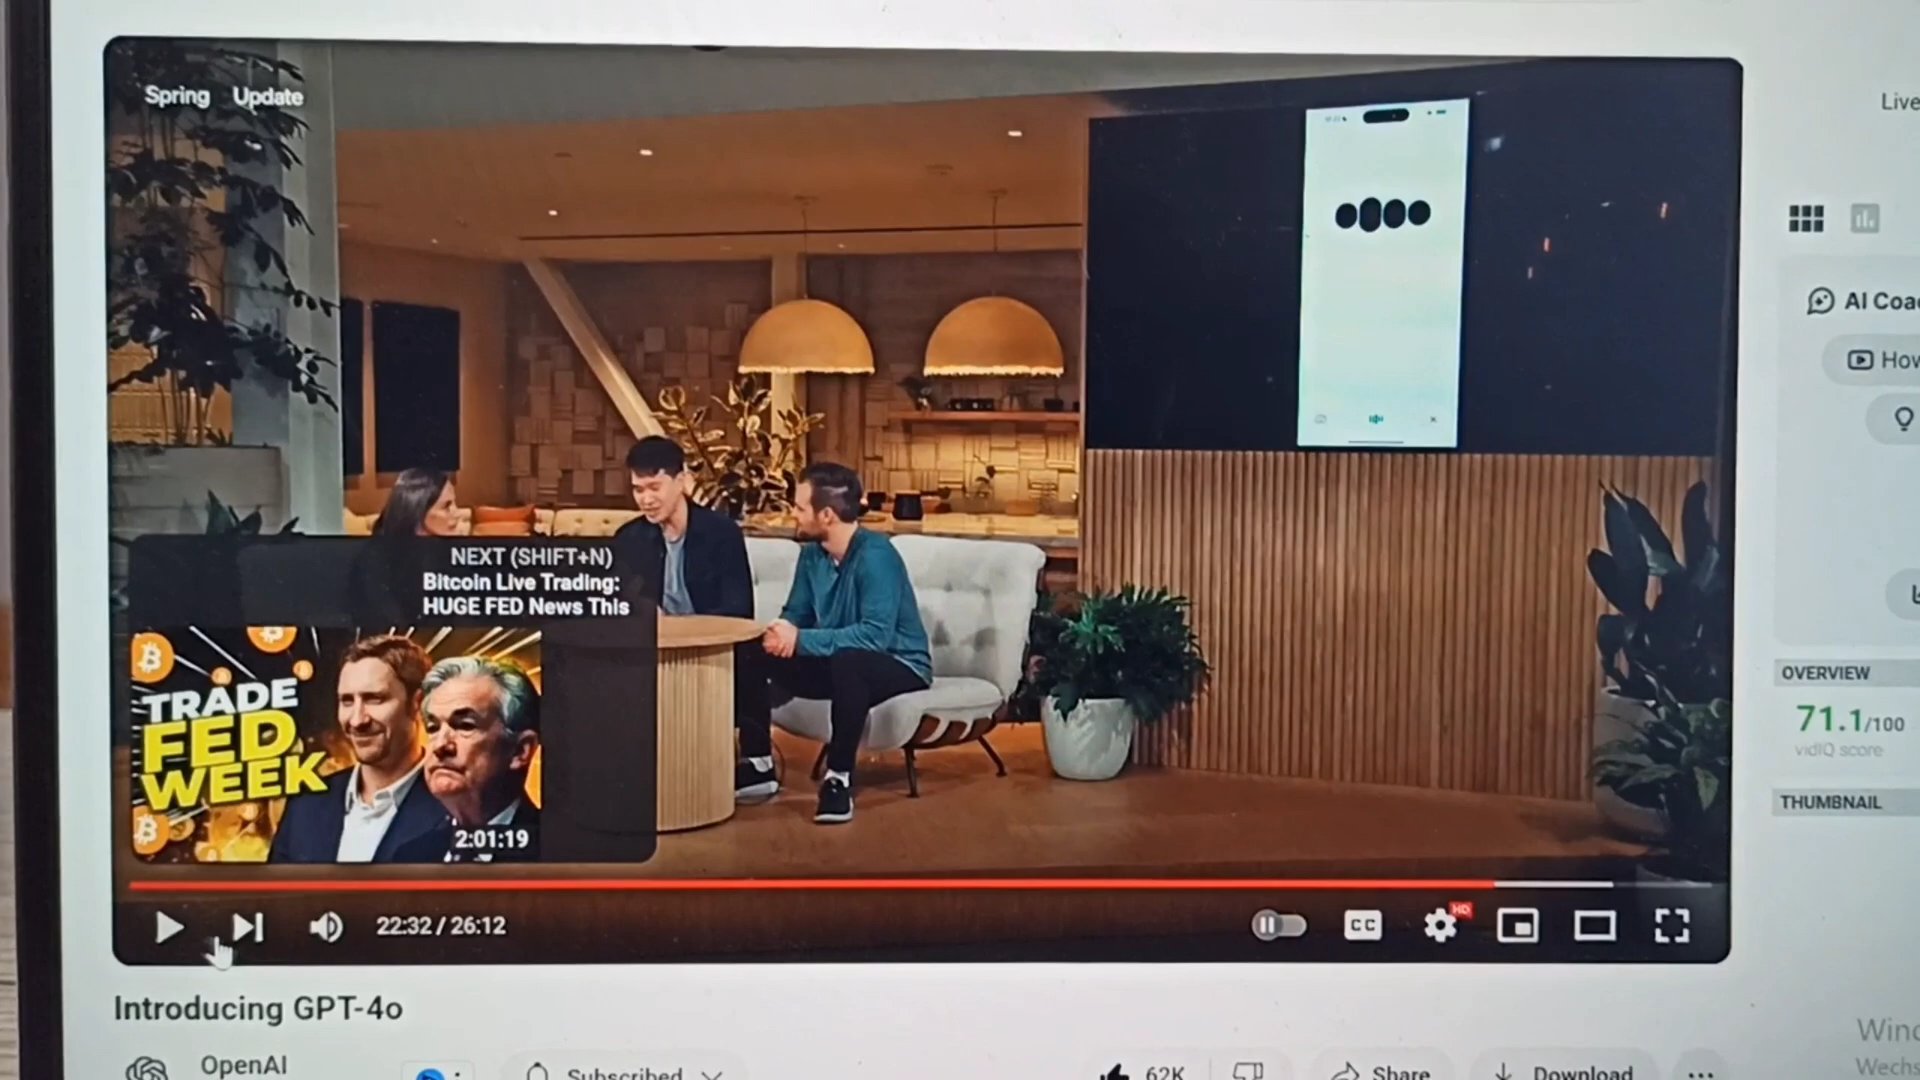 Spring Update
Live
AI Coa
How
NEXT (SHIFT+N)
Bitcoin Live Trading:
HUGE FED News This
TRADE
FED
WEEK
2:01:19
OVERVIEW
71.1/100
vidIQ score
THUMBNAIL
22:32 / 26:12
CC
HD
Introducing GPT-4o
OpenAI
Subscribed
62K
Share
Download
Wind
Wechs